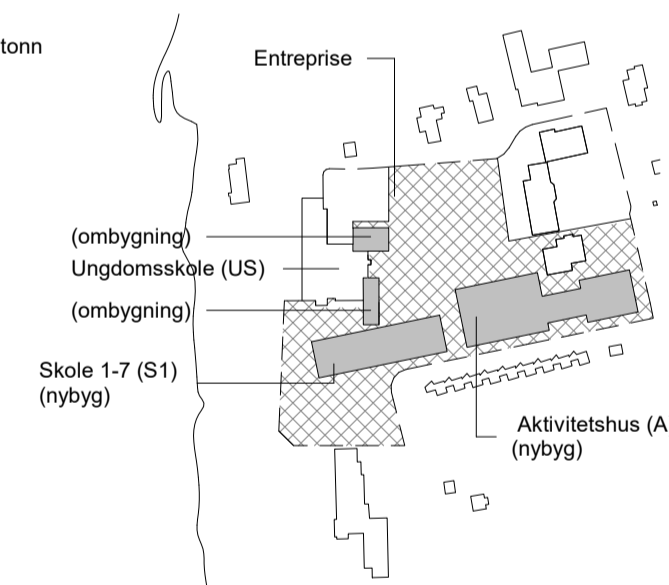 tonn
Entreprise
(ombygning)
Ungdomsskole (US)
(ombygning)
Skole 1-7 (S1)
(nybyg)
Aktivitetshus (A
(nybyg)